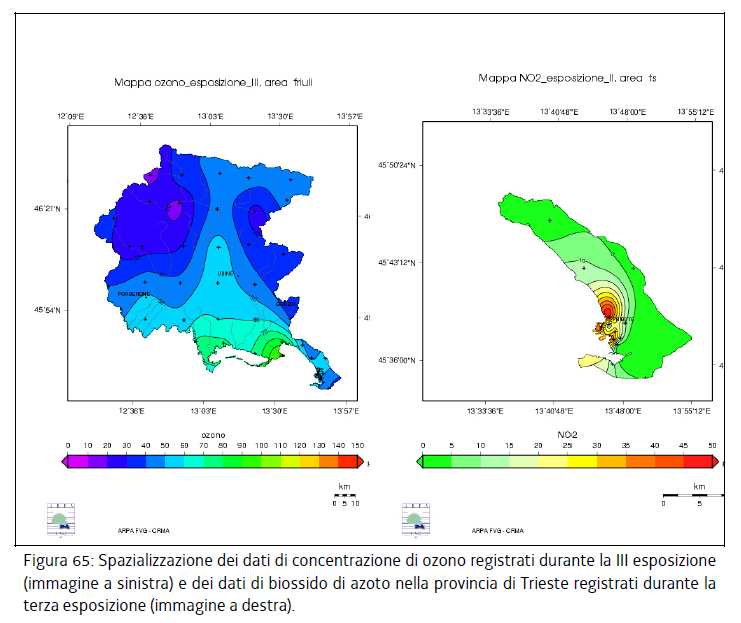 Mappa ozono_esposizione_III, area friuli
12°09'E 12°36'E 13°03'E 13°30'E 13°57'E
46°21'N
45°54'N
UDINE
PORDENONE
12°36'E 13°03'E 13°30'E 13°57'E
ozono
0 10 20 30 40 50 60 70 80 90 100 110 120 130 140 150
km
0 5 10
ARPA FVG - CRMA
Mappa NO2_esposizione_II, area ts
13°33'36"E 13°40'48"E 13°48'00"E 13°55'12"E
45°50'24"N
45°43'12"N
45°36'00"N
10
13°33'36"E 13°40'48"E 13°48'00"E 13°55'12"E
NO2
0 5 10 15 20 25 30 35 40 45 50
km
0 5
ARPA FVG - CRMA
Figura 65: Spazializzazione dei dati di concentrazione di ozono registrati durante la III esposizione
(immagine a sinistra) e dei dati di biossido di azoto nella provincia di Trieste registrati durante la
terza esposizione (immagine a destra).